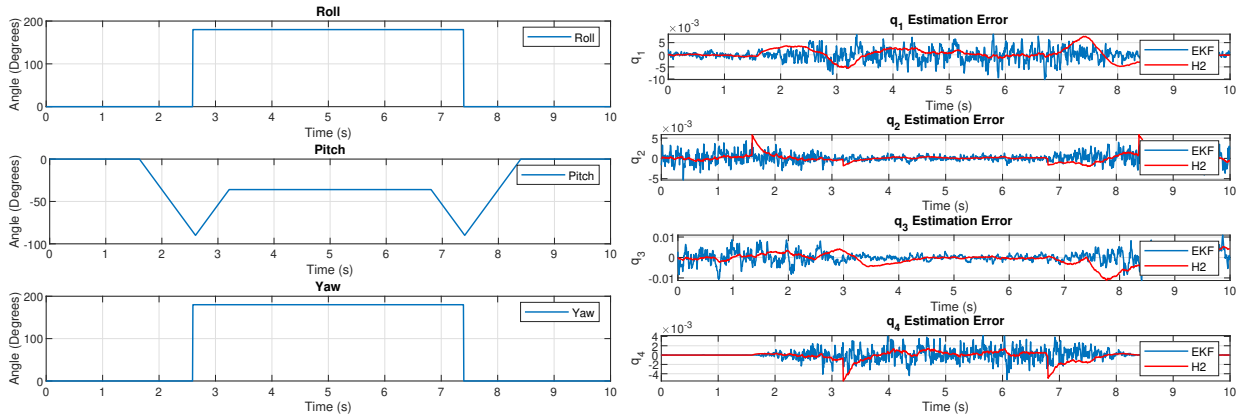 Roll
200
100
0
Angle (Degrees)
Roll
0 1 2 3 4 5 6 7 8 9 10
Time (s)
Pitch
0
-50
-100
Angle (Degrees)
Pitch
0 1 2 3 4 5 6 7 8 9 10
Time (s)
Yaw
200
100
0
Angle (Degrees)
Yaw
0 1 2 3 4 5 6 7 8 9 10
Time (s)
q1 Estimation Error
×10-3
5
0
-5
-10
q1
EKF
H2
0 1 2 3 4 5 6 7 8 9 10
Time (s)
q2 Estimation Error
×10-3
5
0
-5
q2
EKF
H2
0 1 2 3 4 5 6 7 8 9 10
Time (s)
q3 Estimation Error
0.01
0
-0.01
q3
EKF
H2
0 1 2 3 4 5 6 7 8 9 10
Time (s)
q4 Estimation Error
×10-3
4
2
0
-2
-4
q4
EKF
H2
0 1 2 3 4 5 6 7 8 9 10
Time (s)